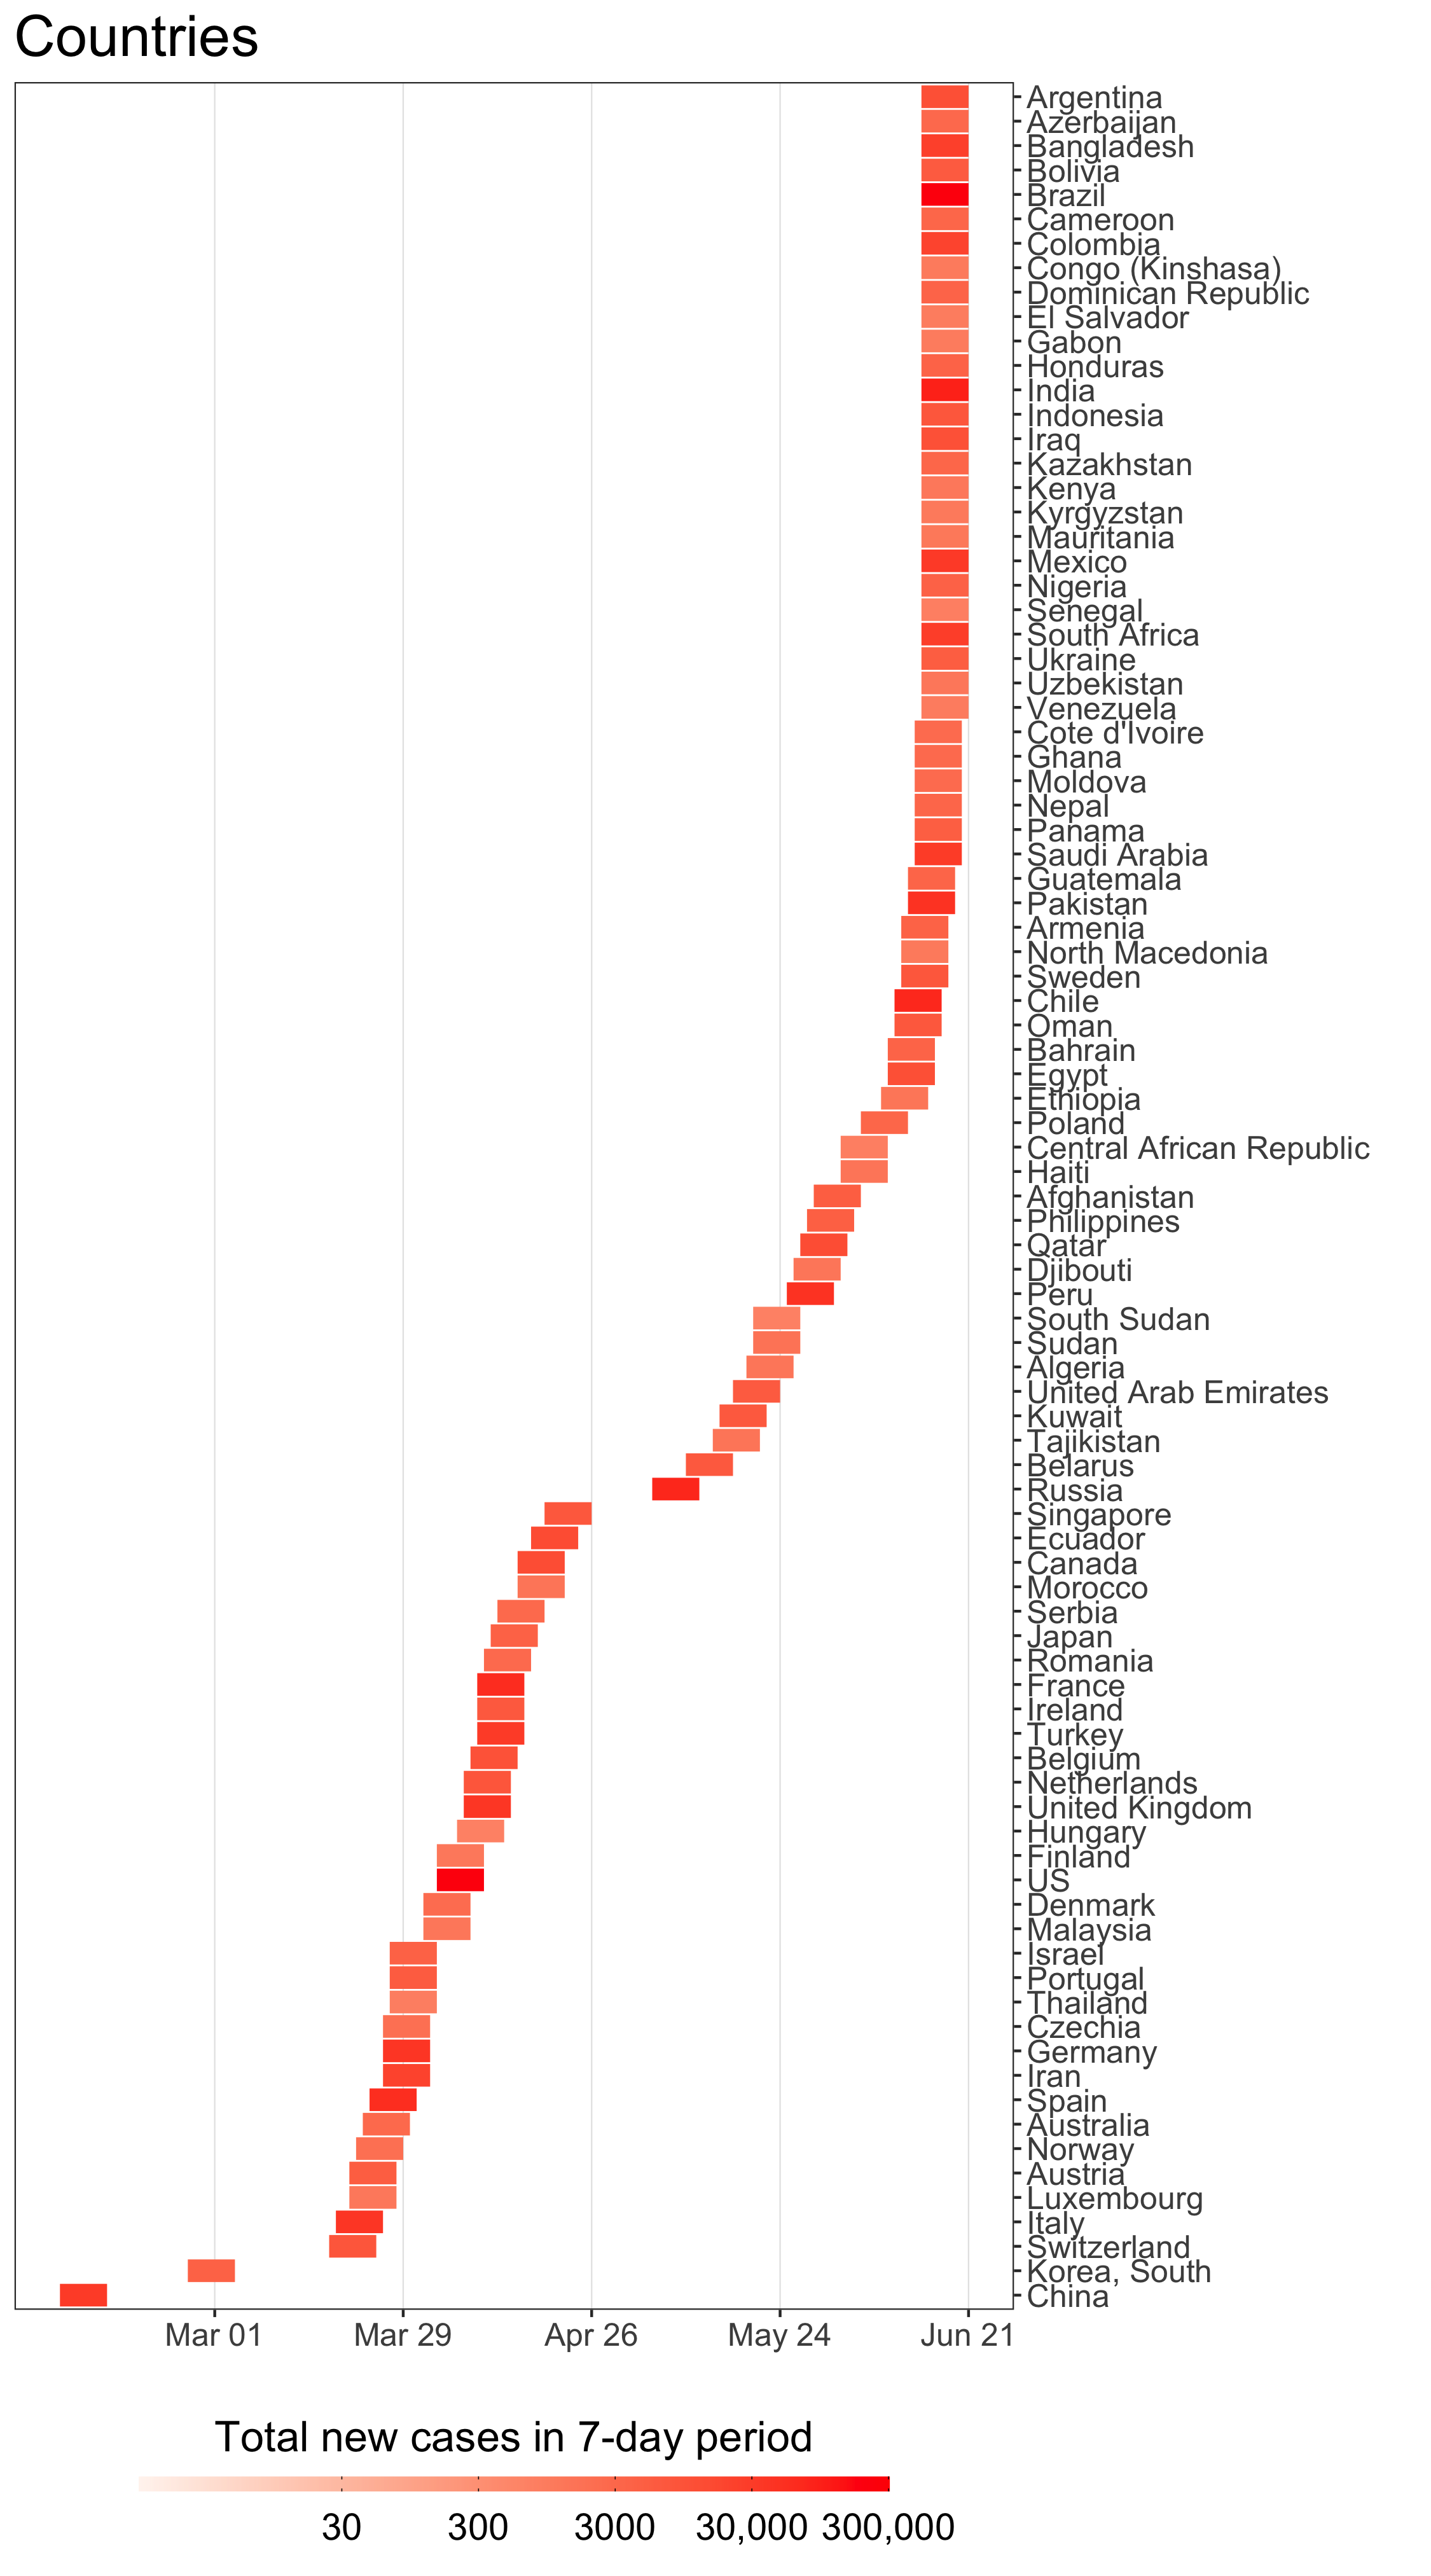 Countries
Argentina
Azerbaijan
Bangladesh
Bolivia
Brazil
Cameroon
Colombia
Congo (Kinshasa)
Dominican Republic
El Salvador
Gabon
Honduras
India
Indonesia
Iraq
Kazakhstan
Kenya
Kyrgyzstan
Mauritania
Mexico
Nigeria
Senegal
South Africa
Ukraine
Uzbekistan
Venezuela
Cote d'Ivoire
Ghana
Moldova
Nepal
Panama
Saudi Arabia
Guatemala
Pakistan
Armenia
North Macedonia
Sweden
Chile
Oman
Bahrain
Egypt
Ethiopia
Poland
Central African Republic
Haiti
Afghanistan
Philippines
Qatar
Djibouti
Peru
South Sudan
Sudan
Algeria
United Arab Emirates
Kuwait
Tajikistan
Belarus
Russia
Singapore
Ecuador
Canada
Morocco
Serbia
Japan
Romania
France
Ireland
Turkey
Belgium
Netherlands
United Kingdom
Hungary
Finland
US
Denmark
Malaysia
Israel
Portugal
Thailand
Czechia
Germany
Iran
Spain
Australia
Norway
Austria
Luxembourg
Italy
Switzerland
Korea, South
China
Mar 01 Mar 29 Apr 26 May 24 Jun 21
Total new cases in 7-day period
30 300 3000 30,000 300,000